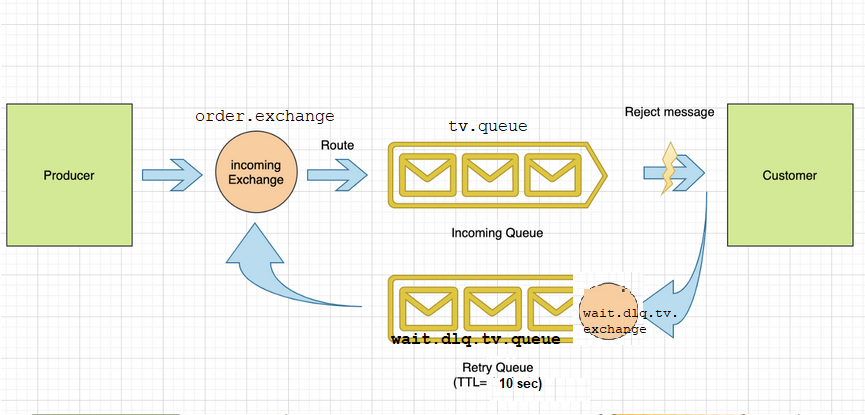 order.exchange
Reject message
tv.queue
Route
incoming
Exchange
Producer
Customer
Incoming Queue
wait.dlq.tv.
exchange
wait.dlq.tv.queue
Retry Queue
(TTL= 10 sec)